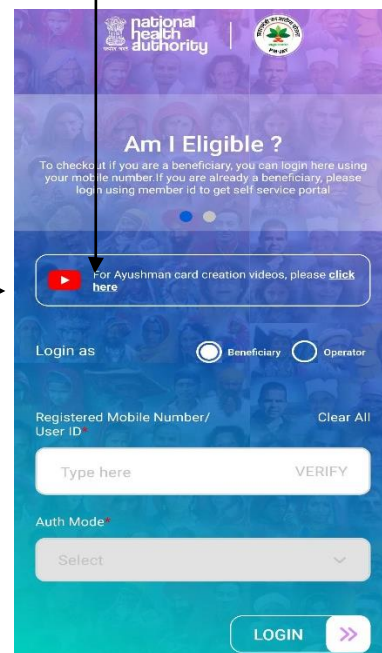 national
health
authority
PM-JAY
Am I Eligible ?
To checkout if you are a beneficiary, you can login here using
your mobile number.If you are already a beneficiary, please
login using member id to get self service portal
For Ayushman card creation videos, please click
here
Login as Beneficiary Operator
Registered Mobile Number/ Clear All
User ID*
Type here VERIFY
Auth Mode*
Select
LOGIN